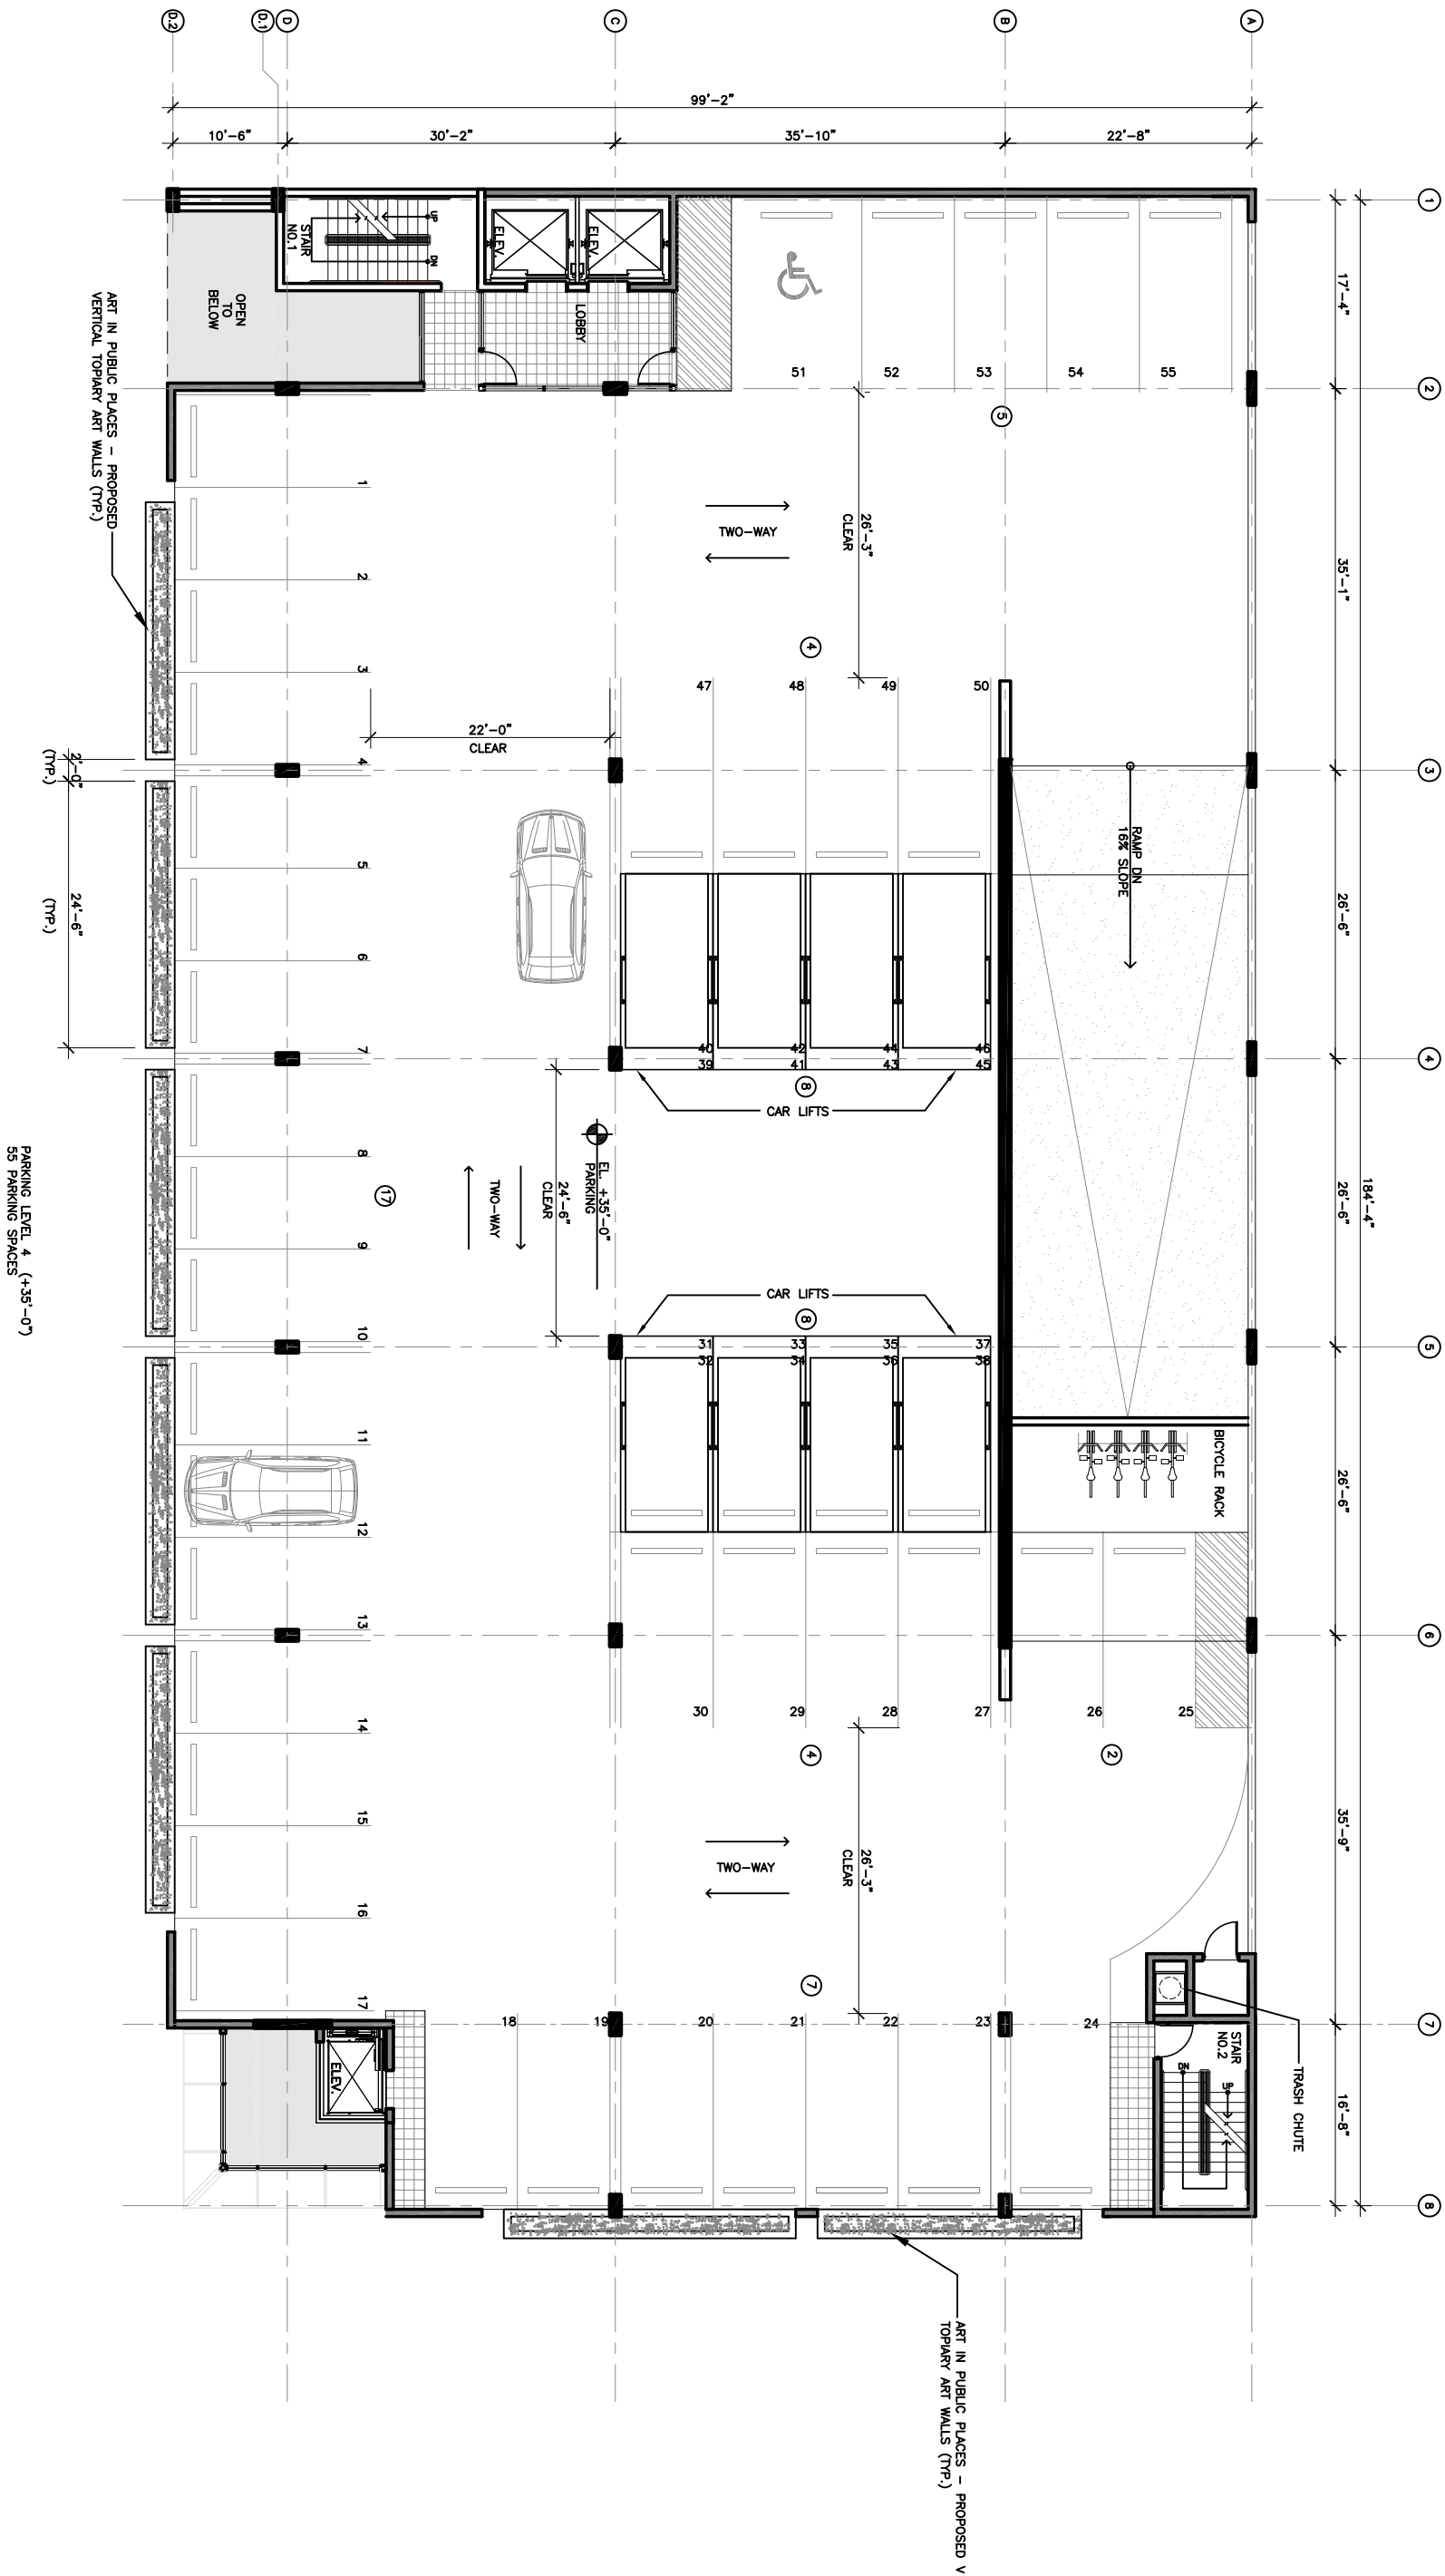 D.2
D.1
D
C
B
A
99'-2"
10'-6"
30'-2"
35'-10"
22'-8"
1
17'-4"
2
35'-1"
3
26'-6"
4
26'-6"
184'-4"
5
26'-6"
6
35'-9"
7
16'-8"
8
UP
DN
STAIR
NO.1
ELEV.
ELEV.
LOBBY
OPEN
TO
BELOW
ART IN PUBLIC PLACES - PROPOSED
VERTICAL TOPIARY ART WALLS (TYP.)
51
52
53
54
55
5
26'-3"
CLEAR
TWO-WAY
4
47
48
49
50
22'-0"
CLEAR
RAMP DN
16% SLOPE
1
2
3
4
5
6
7
8
9
10
11
12
13
14
15
16
17
2'-0"
(TYP.)
24'-6"
(TYP.)
40
42
44
46
39
41
43
45
8
CAR LIFTS
EL. +35'-0"
PARKING
24'-6"
CLEAR
TWO-WAY
17
CAR LIFTS
8
31
33
35
37
32
34
36
38
BICYCLE RACK
30
29
28
27
26
25
4
2
26'-3"
CLEAR
TWO-WAY
7
18
19
20
21
22
23
24
STAIR
NO.2
DN
UP
TRASH CHUTE
ELEV.
ART IN PUBLIC PLACES - PROPOSED V
TOPIARY ART WALLS (TYP.)
PARKING LEVEL 4 (+35'-0")
55 PARKING SPACES